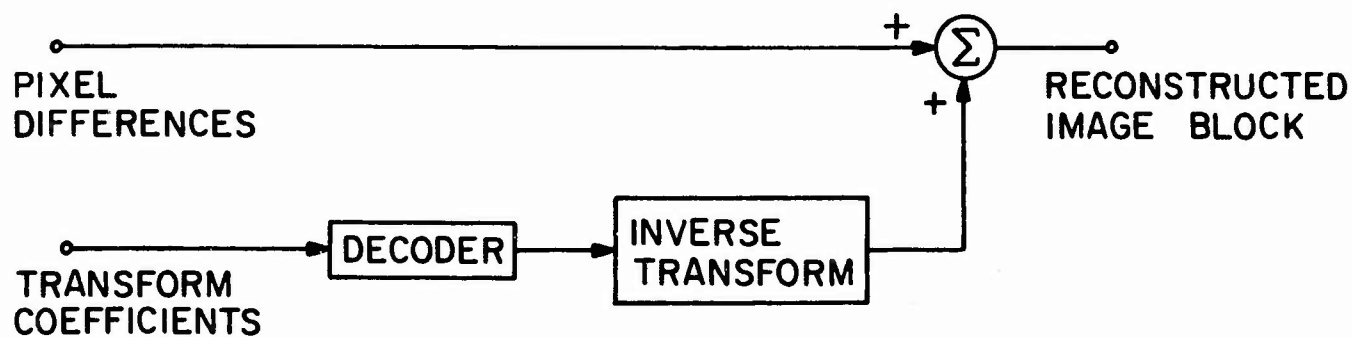 +
Σ
PIXEL
DIFFERENCES
+
RECONSTRUCTED
IMAGE BLOCK
DECODER
INVERSE
TRANSFORM
TRANSFORM
COEFFICIENTS